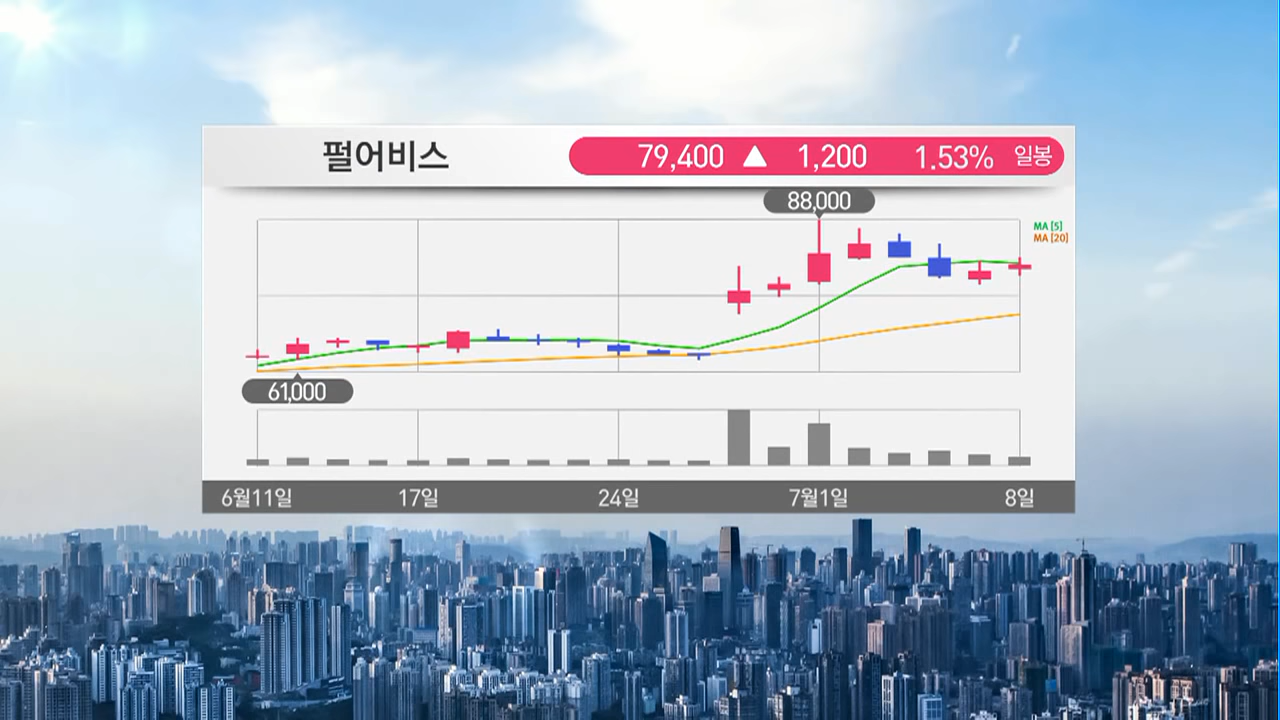 펄어비스 79,400 ▲ 1,200 1.53% 일봉
88,000
MA [5]
MA [20]
61,000
6월11일 17일 24일 7월1일 8일